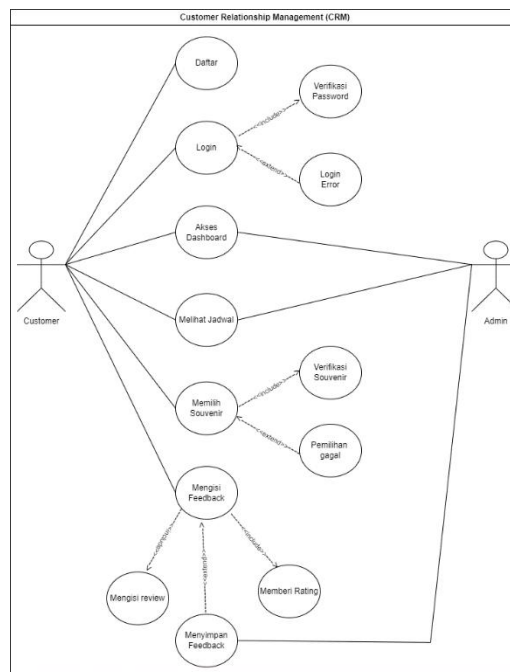 Customer Relationship Management (CRM)
Daftar
Verifikasi
Password
<<include>>
Login
<<extend>>
Login
Error
Akses
Dashboard
Customer
Admin
Melihat Jadwal
Verifikasi
Souvenir
<<include>>
Memilih
Souvenir
<<extend>>
Pemilihan
gagal
Mengisi
Feedback
<<include>>
<<extend>>
<<include>>
Mengisi review
Memberi Rating
Menyimpan
Feedback